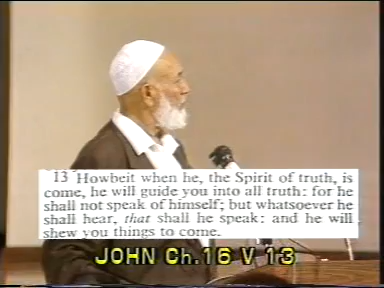 13 Howbeit when he, the Spirit of truth, is
come, he will guide you into all truth: for he
shall not speak of himself; but whatsoever he
shall hear, that shall he speak: and he will
shew you things to come.
JOHN Ch.16 V 13